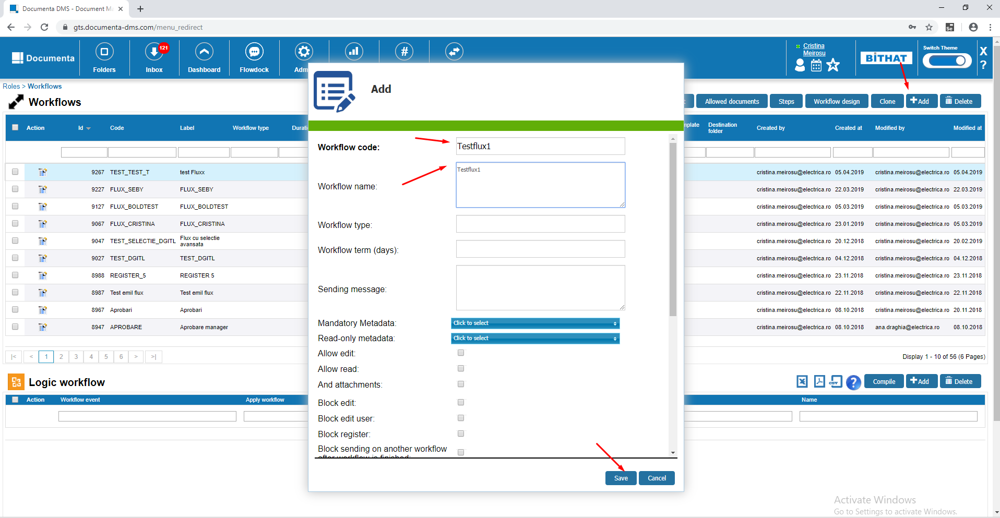 Documenta DMS - Document Ma
gts.documenta-dms.com/menu_redirect
Se
Documenta
Folders
121
Inbox
Dashboard
Flowdock
Adm
#
Cristina
Meirosu
BITHAT
Switch Theme
X
?
Roles > Workflows
Workflows
Allowed documents
Steps
Workflow design
Clone
Add
Delete
Action
Id
Code
Label
Workflow type
Durati
nplate
Destination
folder
Created by
Created at
Modified by
Modified at
9267 TEST_TEST_T test Fluxx cristina.meirosu@electrica.ro 05.04.2019 cristina.meirosu@electrica.ro 05.04.2019
9227 FLUX_SEBY FLUX_SEBY cristina.meirosu@electrica.ro 22.03.2019 cristina.meirosu@electrica.ro 22.03.2019
9127 FLUX_BOLDTEST FLUX_BOLDTEST cristina.meirosu@electrica.ro 05.03.2019 cristina.meirosu@electrica.ro 05.03.2019
9067 FLUX_CRISTINA FLUX_CRISTINA cristina.meirosu@electrica.ro 23.01.2019 cristina.meirosu@electrica.ro 05.03.2019
9047 TEST_SELECTIE_DGITL Flux cu selectie avansata cristina.meirosu@electrica.ro 20.12.2018 cristina.meirosu@electrica.ro 20.02.2019
9027 TEST_DGITL TEST_DGITL cristina.meirosu@electrica.ro 04.12.2018 cristina.meirosu@electrica.ro 04.12.2018
8988 REGISTER_5 REGISTER 5 cristina.meirosu@electrica.ro 23.11.2018 cristina.meirosu@electrica.ro 23.11.2018
8987 Test emil flux Test emil flux cristina.meirosu@electrica.ro 22.11.2018 cristina.meirosu@electrica.ro 22.11.2018
8967 Aprobari Aprobari cristina.meirosu@electrica.ro 08.10.2018 cristina.meirosu@electrica.ro 20.11.2018
8947 APROBARE Aprobare manager cristina.meirosu@electrica.ro 08.10.2018 ana.draghia@electrica.ro 08.10.2018
|< < 1 2 3 4 5 6 > >|
Display 1 - 10 of 56 (6 Pages)
Logic workflow
CSV
?
Compile
Add
Delete
Action
Workflow event
Apply workflow
Name
Add
Workflow code:
Testflux1
Workflow name:
Testflux1
Workflow type:
Workflow term (days):
Sending message:
Mandatory Metadata:
Click to select
Read-only metadata:
Click to select
Allow edit:
Allow read:
And attachments:
Block edit:
Block edit user:
Block register:
Block sending on another workflow
after workflow is finished:
Save
Cancel
Activate Windows
Go to Settings to activate Windows.